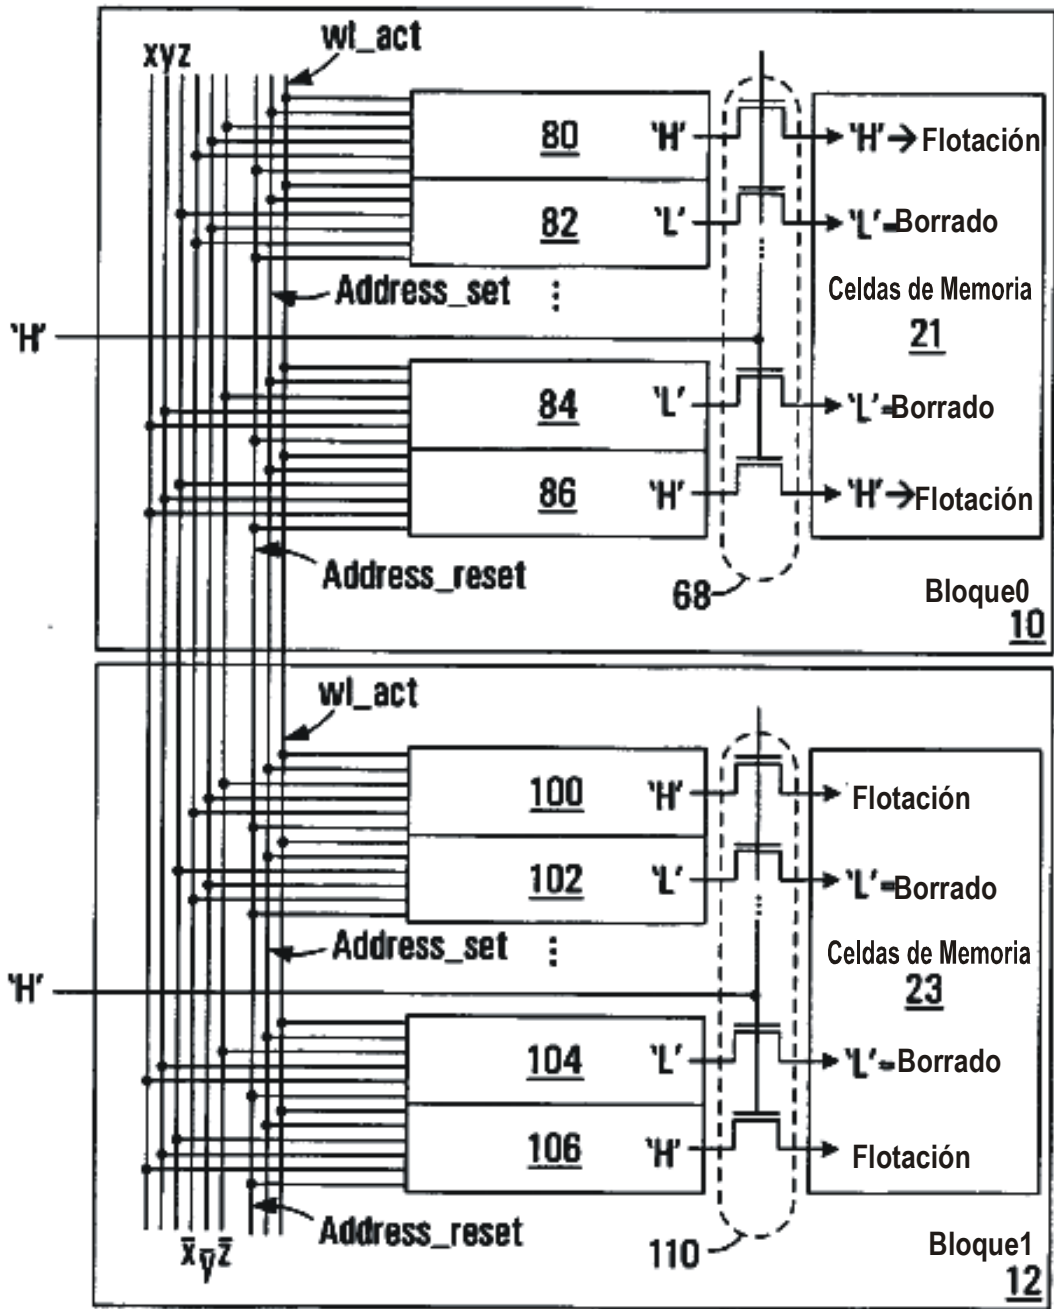 wl_act
xyz
80 'H' 'H' → Flotación
82 'L' 'L'=Borrado
Address_set
Celdas de Memoria
'H'
21
84 'L' 'L'=Borrado
86 'H' 'H' → Flotación
Address_reset
68
Bloque0
10
wl_act
100 'H' Flotación
102 'L' 'L'=Borrado
Address_set
Celdas de Memoria
'H'
23
104 'L' 'L'=Borrado
106 'H' Flotación
Address_reset
x̄ ȳ z̄
110
Bloque1
12